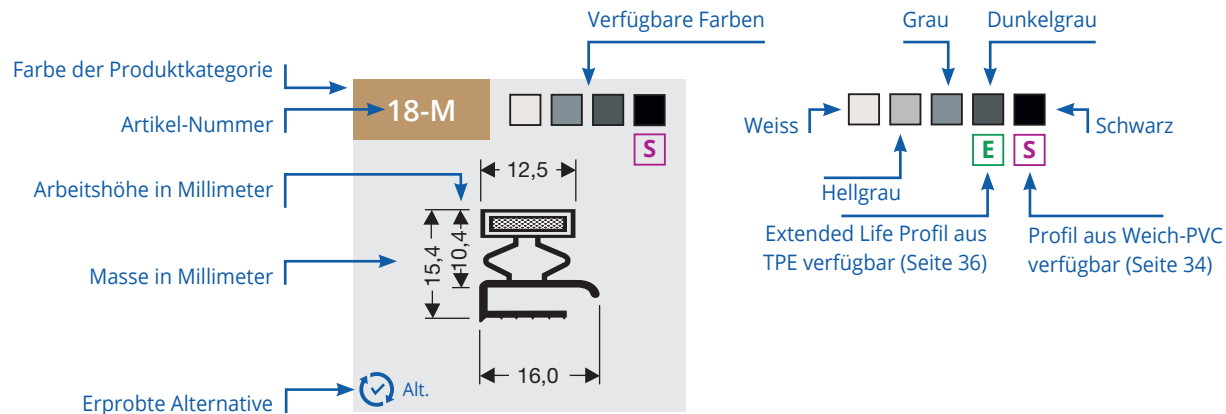 Verfügbare Farben
Farbe der Produktkategorie
Artikel-Nummer
18-M
S
Arbeitshöhe in Millimeter
12,5
15,4
10,4
Masse in Millimeter
16,0
Alt.
Erprobte Alternative
Grau
Dunkelgrau
Weiss
Schwarz
E
S
Hellgrau
Extended Life Profil aus
TPE verfügbar (Seite 36)
Profil aus Weich-PVC
verfügbar (Seite 34)